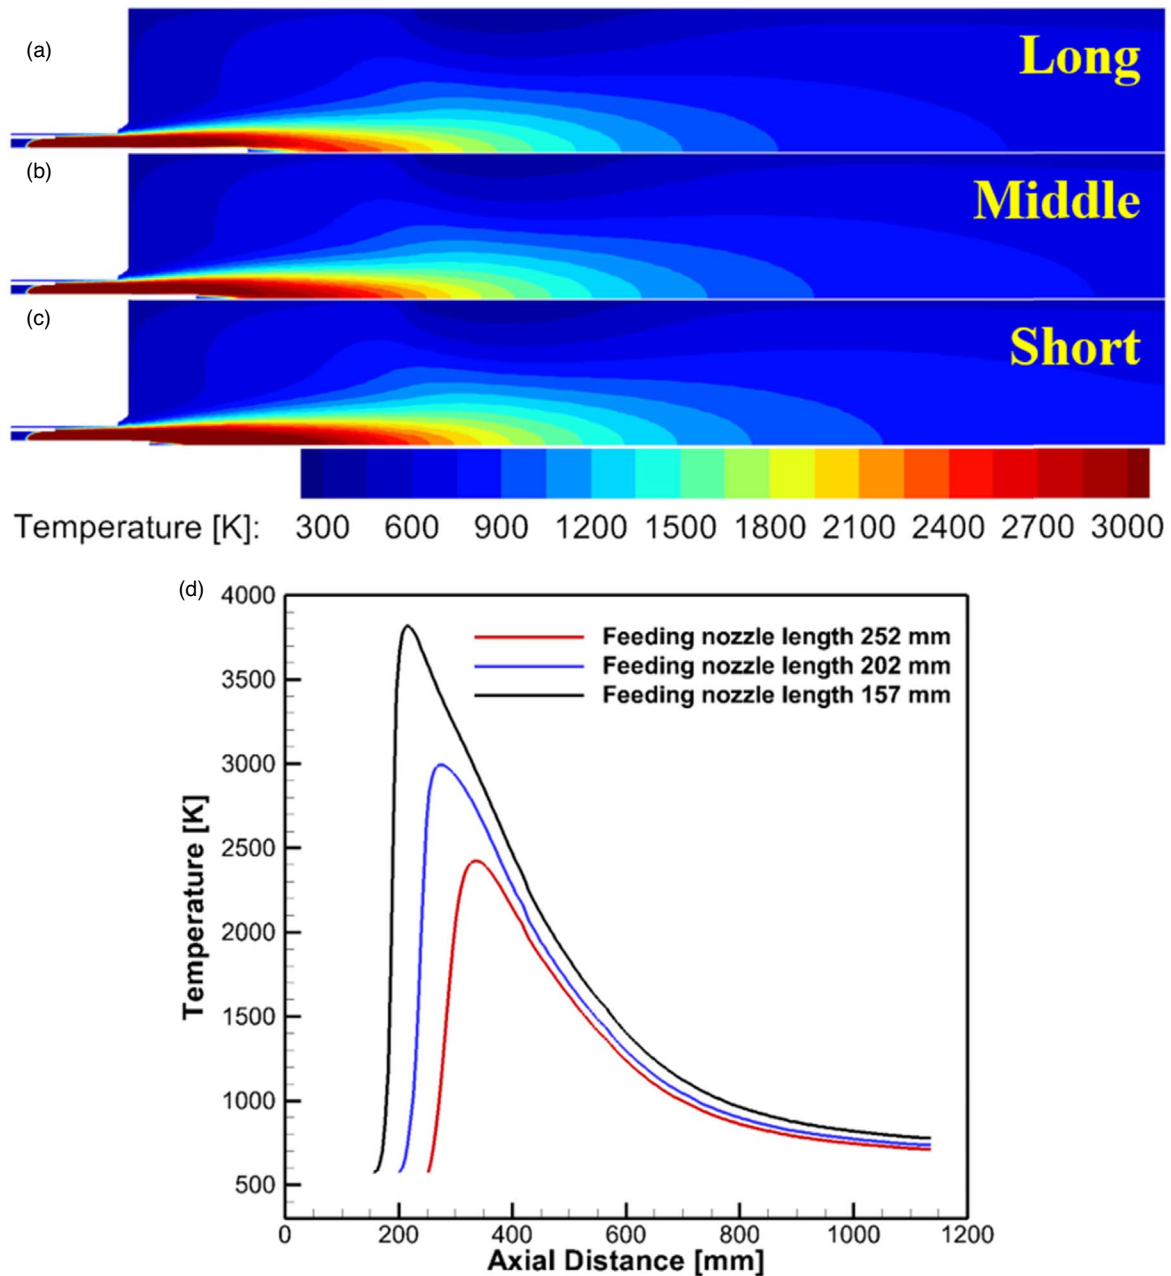 (a)
Long
(b)
Middle
(c)
Short
Temperature [K]: 300 600 900 1200 1500 1800 2100 2400 2700 3000
(d)
4000
3500
3000
2500
2000
1500
1000
500
Temperature [K]
Feeding nozzle length 252 mm
Feeding nozzle length 202 mm
Feeding nozzle length 157 mm
0 200 400 600 800 1000 1200
Axial Distance [mm]